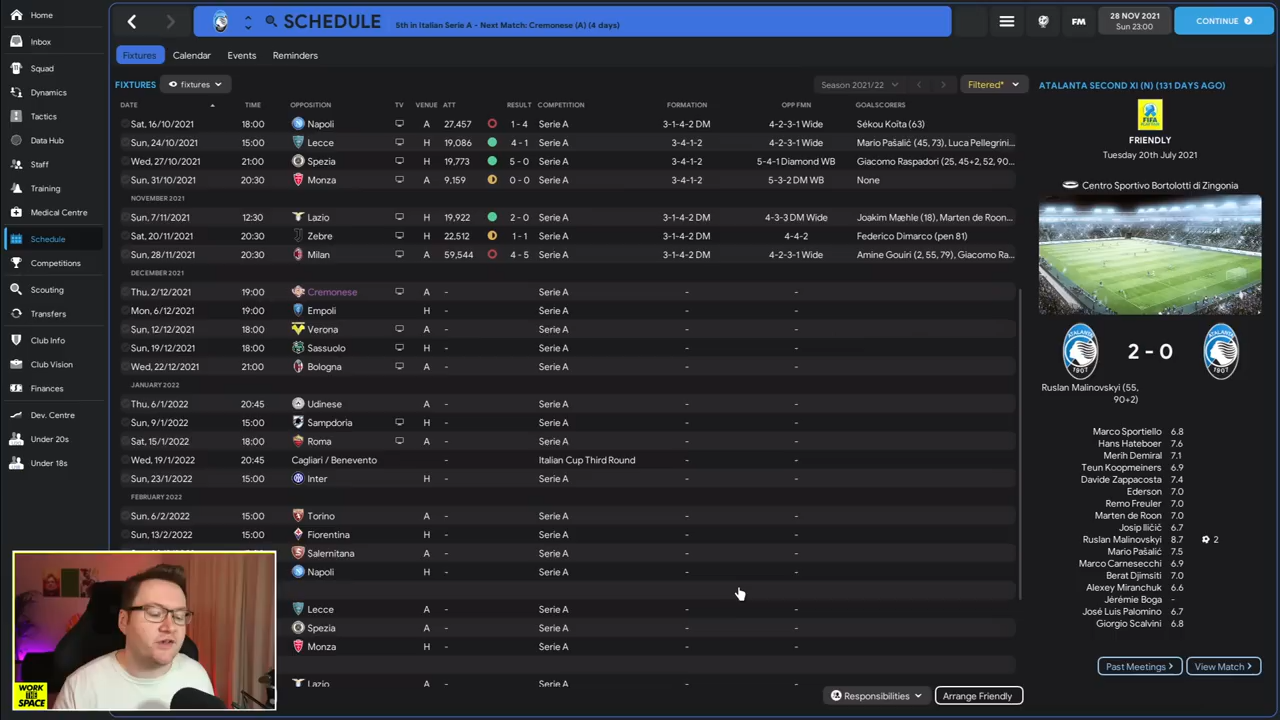 Home
Inbox
Squad
Dynamics
Tactics
Data Hub
Staff
Training
Medical Centre
Schedule
Competitions
Scouting
Transfers
Club Info
Club Vision
Finances
Dev. Centre
Under 20s
Under 18s
SCHEDULE
5th in Italian Serie A - Next Match: Cremonese (A) (4 days)
FM
28 NOV 2021
Sun 23:00
CONTINUE
Fixtures Calendar Events Reminders
FIXTURES fixtures Season 2021/22 Filtered*
DATE TIME OPPOSITION TV VENUE ATT RESULT COMPETITION FORMATION OPP FMN GOALSCORERS
Sat, 16/10/2021 18:00 Napoli A 27,457 1 - 4 Serie A 3-1-4-2 DM 4-2-3-1 Wide Sékou Koïta (63)
Sun, 24/10/2021 15:00 Lecce H 19,086 4 - 1 Serie A 3-4-1-2 4-2-3-1 Wide Mario Pašalić (45, 73), Luca Pellegrini...
Wed, 27/10/2021 21:00 Spezia H 19,773 5 - 0 Serie A 3-4-1-2 5-4-1 Diamond WB Giacomo Raspadori (25, 45+2, 52, 90...
Sun, 31/10/2021 20:30 Monza A 9,159 0 - 0 Serie A 3-4-1-2 5-3-2 DM WB None
NOVEMBER 2021
Sun, 7/11/2021 12:30 Lazio H 19,922 2 - 0 Serie A 3-1-4-2 DM 4-3-3 DM Wide Joakim Mæhle (18), Marten de Roon...
Sat, 20/11/2021 20:30 Zebre H 22,512 1 - 1 Serie A 3-1-4-2 DM 4-4-2 Federico Dimarco (pen 81)
Sun, 28/11/2021 20:30 Milan A 59,544 4 - 5 Serie A 3-1-4-2 DM 4-2-3-1 Wide Amine Gouiri (2, 55, 79), Giacomo Ra...
DECEMBER 2021
Thu, 2/12/2021 19:00 Cremonese A - Serie A - -
Mon, 6/12/2021 19:00 Empoli H - Serie A - -
Sun, 12/12/2021 18:00 Verona A - Serie A - -
Sun, 19/12/2021 18:00 Sassuolo H - Serie A - -
Wed, 22/12/2021 21:00 Bologna A - Serie A - -
JANUARY 2022
Thu, 6/1/2022 20:45 Udinese A - Serie A - -
Sun, 9/1/2022 15:00 Sampdoria H - Serie A - -
Sat, 15/1/2022 18:00 Roma A - Serie A - -
Wed, 19/1/2022 20:45 Cagliari / Benevento Italian Cup Third Round - -
Sun, 23/1/2022 15:00 Inter H - Serie A - -
FEBRUARY 2022
Sun, 6/2/2022 15:00 Torino A - Serie A - -
Sun, 13/2/2022 15:00 Fiorentina H - Serie A - -
Salernitana A - Serie A - -
Napoli H - Serie A - -
Lecce A - Serie A - -
Spezia A - Serie A - -
Monza H - Serie A - -
Lazio A - Serie A - -
Responsibilities Arrange Friendly
ATALANTA SECOND XI (N) (131 DAYS AGO)
FRIENDLY
Tuesday 20th July 2021
Centro Sportivo Bortolotti di Zingonia
ATALANTA
1907
2 - 0
ATALANTA
1907
Ruslan Malinovskyi (55,
90+2)
Marco Sportiello 6.8
Hans Hateboer 7.6
Merih Demiral 7.1
Teun Koopmeiners 6.9
Davide Zappacosta 7.4
Ederson 7.0
Remo Freuler 7.0
Marten de Roon 7.0
Josip Iličić 6.7
Ruslan Malinovskyi 8.7 2
Mario Pašalić 7.5
Marco Carnesecchi 6.9
Berat Djimsiti 7.0
Alexey Miranchuk 6.6
Jérémie Boga -
José Luis Palomino 6.7
Giorgio Scalvini 6.8
Past Meetings View Match
WORK
THE
SPACE